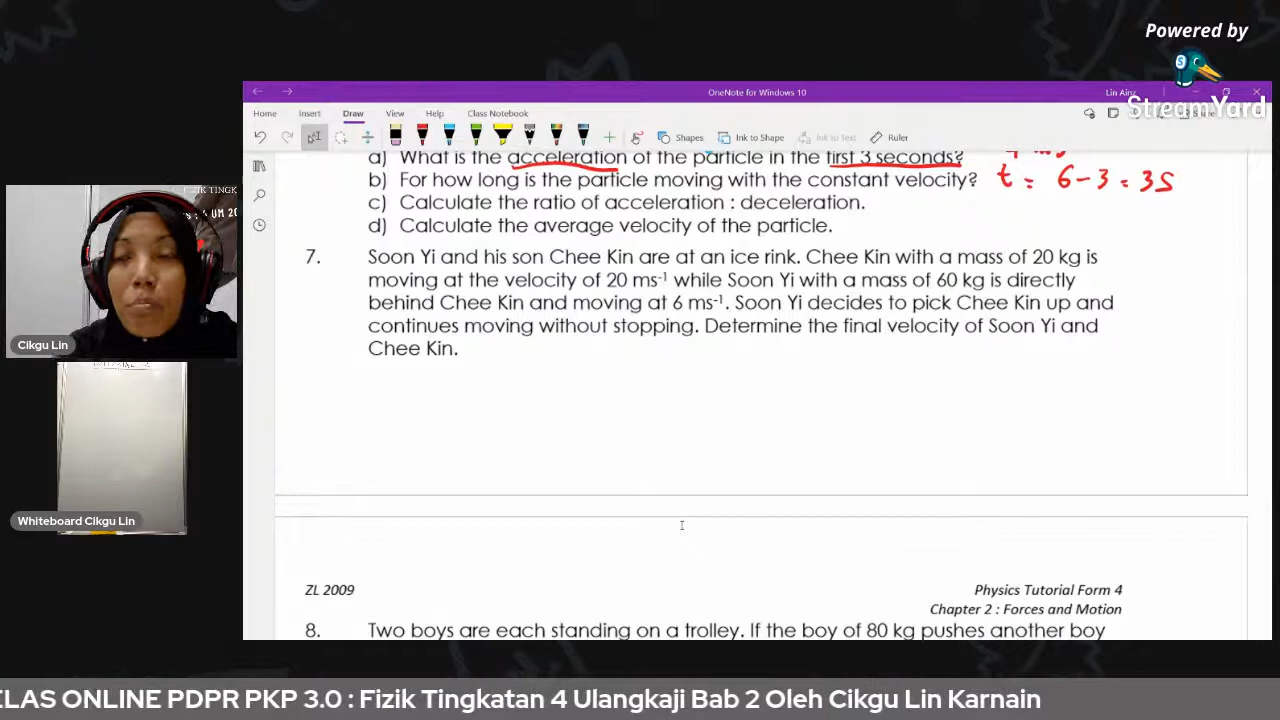 Powered by
StreamYard
OneNote for Windows 10
Lin Ainz
Home Insert Draw View Help Class Notebook
Shapes Ink to Shape Ink to Text Ruler
a) What is the acceleration of the particle in the first 3 seconds?
b) For how long is the particle moving with the constant velocity? t = 6 - 3 = 3s
c) Calculate the ratio of acceleration : deceleration.
d) Calculate the average velocity of the particle.
7. Soon Yi and his son Chee Kin are at an ice rink. Chee Kin with a mass of 20 kg is
moving at the velocity of 20 ms⁻¹ while Soon Yi with a mass of 60 kg is directly
behind Chee Kin and moving at 6 ms⁻¹. Soon Yi decides to pick Chee Kin up and
continues moving without stopping. Determine the final velocity of Soon Yi and
Chee Kin.
ZL 2009
Physics Tutorial Form 4
Chapter 2 : Forces and Motion
8. Two boys are each standing on a trolley. If the boy of 80 kg pushes another boy
FIZIK TINGK
4 UM 20
Cikgu Lin
Whiteboard Cikgu Lin
ELAS ONLINE PDPR PKP 3.0 : Fizik Tingkatan 4 Ulangkaji Bab 2 Oleh Cikgu Lin Karnain